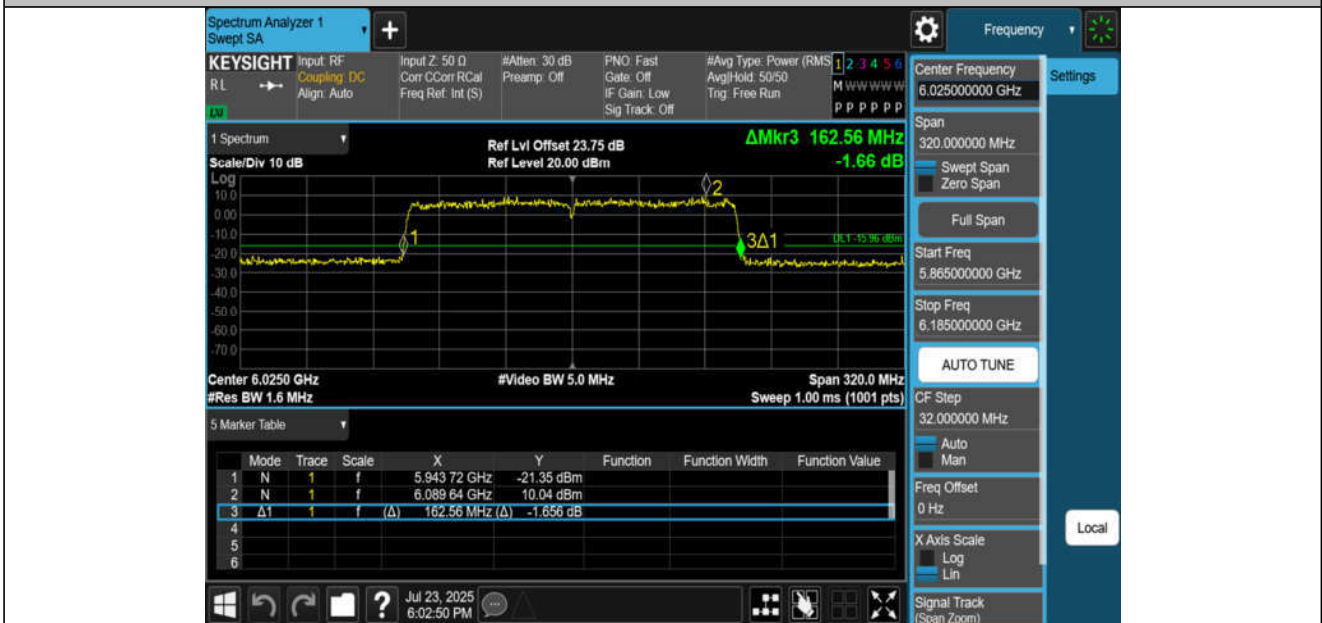 Spectrum Analyzer 1
Swept SA
+
Frequency
KEYSIGHT
RL
Input: RF
Coupling: DC
Align: Auto
Input Z: 50 Ω
Corr CCorr RCal
Freq Ref: Int (S)
#Atten: 30 dB
Preamp: Off
PNO: Fast
Gate: Off
IF Gain: Low
Sig Track: Off
#Avg Type: Power (RMS
Avg|Hold: 50/50
Trig: Free Run
1 2 3 4 5 6
M W W W W W
P P P P P P
1 Spectrum
Scale/Div 10 dB
Ref Lvl Offset 23.75 dB
Ref Level 20.00 dBm
ΔMkr3 162.56 MHz
-1.66 dB
Log
10.0
0.00
-10.0
-20.0
-30.0
-40.0
-50.0
-60.0
-70.0
1
2
3Δ1
DL1 -15.96 dBm
Center 6.0250 GHz
#Res BW 1.6 MHz
#Video BW 5.0 MHz
Span 320.0 MHz
Sweep 1.00 ms (1001 pts)
5 Marker Table
Mode Trace Scale X Y Function Function Width Function Value
1 N 1 f 5.943 72 GHz -21.35 dBm
2 N 1 f 6.089 64 GHz 10.04 dBm
3 Δ1 1 f (Δ) 162.56 MHz (Δ) -1.656 dB
4
5
6
?
Jul 23, 2025
6:02:50 PM
Center Frequency
6.025000000 GHz
Span
320.000000 MHz
Swept Span
Zero Span
Full Span
Start Freq
5.865000000 GHz
Stop Freq
6.185000000 GHz
AUTO TUNE
CF Step
32.000000 MHz
Auto
Man
Freq Offset
0 Hz
X Axis Scale
Log
Lin
Signal Track
(Span Zoom)
Settings
Local